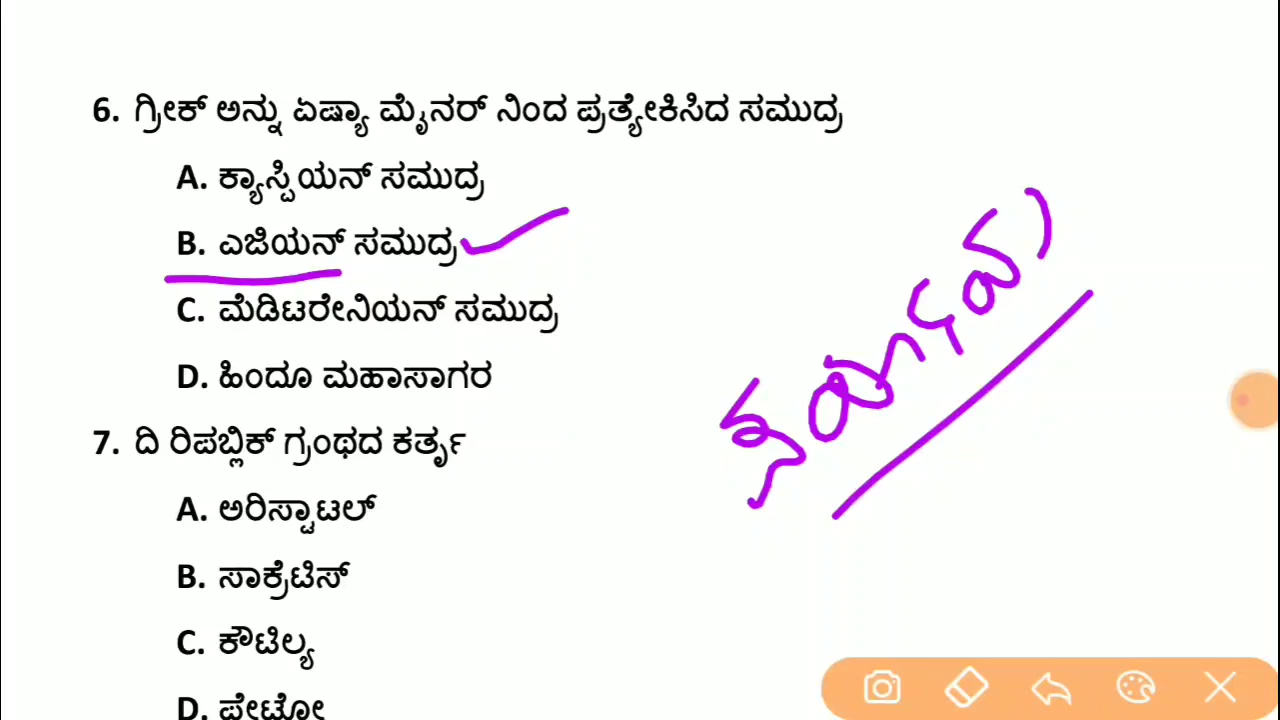 6. ಗ್ರೀಕ್ ಅನ್ನು ಏಷ್ಯಾ ಮೈನರ್ ನಿಂದ ಪ್ರತ್ಯೇಕಿಸಿದ ಸಮುದ್ರ
A. ಕ್ಯಾಸ್ಪಿಯನ್ ಸಮುದ್ರ
B. ಎಜಿಯನ್ ಸಮುದ್ರ
C. ಮೆಡಿಟರೇನಿಯನ್ ಸಮುದ್ರ
D. ಹಿಂದೂ ಮಹಾಸಾಗರ
7. ದಿ ರಿಪಬ್ಲಿಕ್ ಗ್ರಂಥದ ಕರ್ತೃ
A. ಅರಿಸ್ಟಾಟಲ್
B. ಸಾಕ್ರೆಟಿಸ್
C. ಕೌಟಿಲ್ಯ
D. ಪ್ಲೇಟೋ